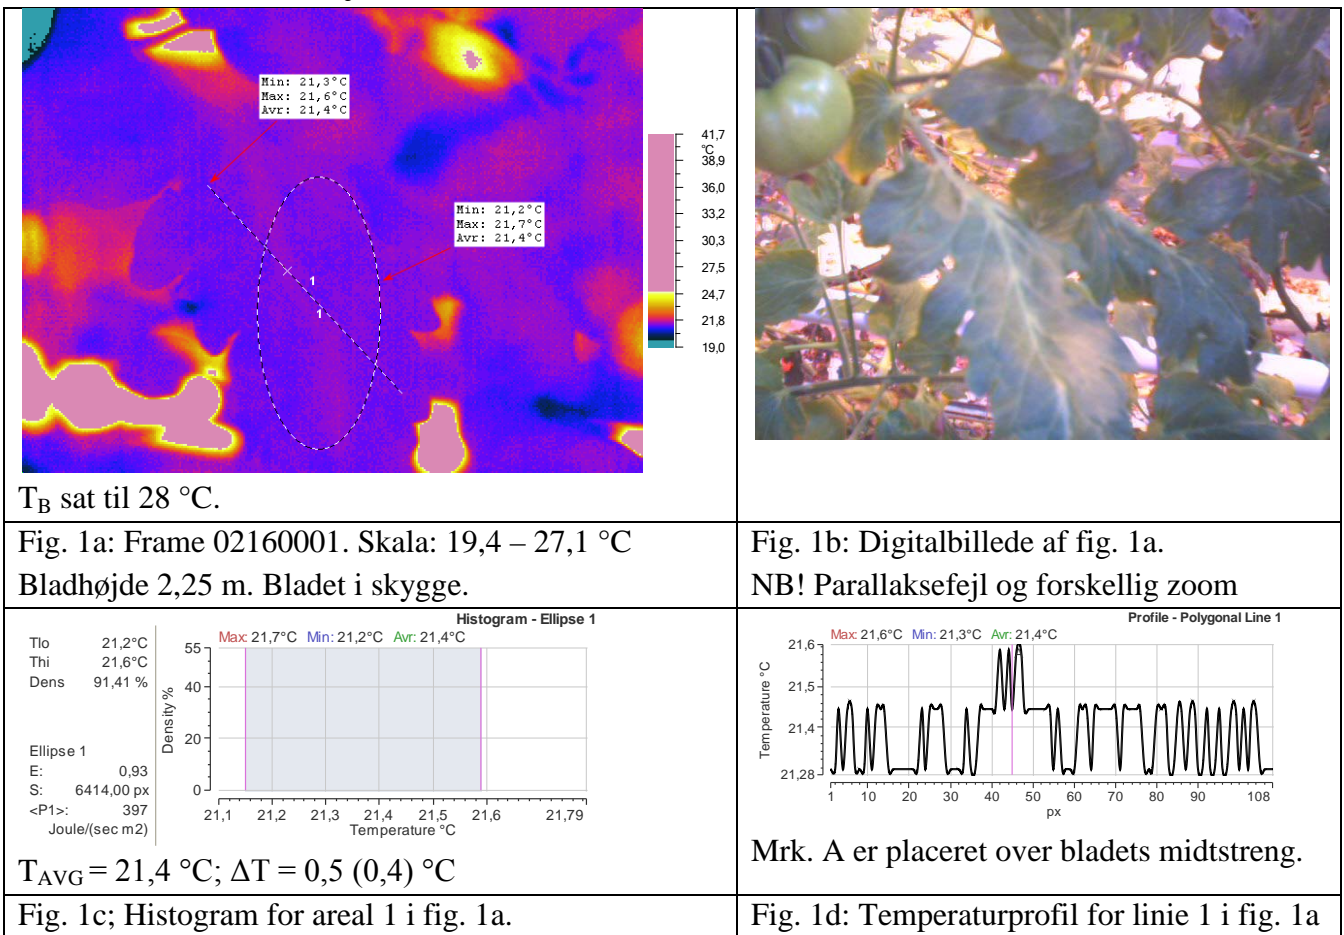 Min: 21,3°C
Max: 21,6°C
Avr: 21,4°C
Min: 21,2°C
Max: 21,7°C
Avr: 21,4°C
1
1
41,7
°C
38,9
36,0
33,2
30,3
27,5
24,7
21,8
19,0
T_B sat til 28 °C.
Fig. 1a: Frame 02160001. Skala: 19,4 – 27,1 °C
Bladhøjde 2,25 m. Bladet i skygge.
Fig. 1b: Digitalbillede af fig. 1a.
NB! Parallaksefejl og forskellig zoom
Histogram - Ellipse 1
Max: 21,7°C Min: 21,2°C Avr: 21,4°C
Tlo 21,2°C
Thi 21,6°C
Dens 91,41 %
Ellipse 1
E: 0,93
S: 6414,00 px
<P1>: 397
Joule/(sec m2)
Density %
55
40
20
0
21,1 21,2 21,3 21,4 21,5 21,6 21,79
Temperature °C
T_AVG = 21,4 °C; ΔT = 0,5 (0,4) °C
Fig. 1c; Histogram for areal 1 i fig. 1a.
Profile - Polygonal Line 1
Max: 21,6°C Min: 21,3°C Avr: 21,4°C
Temperature °C
21,6
21,5
21,4
21,28
1 10 20 30 40 50 60 70 80 90 108
px
Mrk. A er placeret over bladets midtstreng.
Fig. 1d: Temperaturprofil for linie 1 i fig. 1a